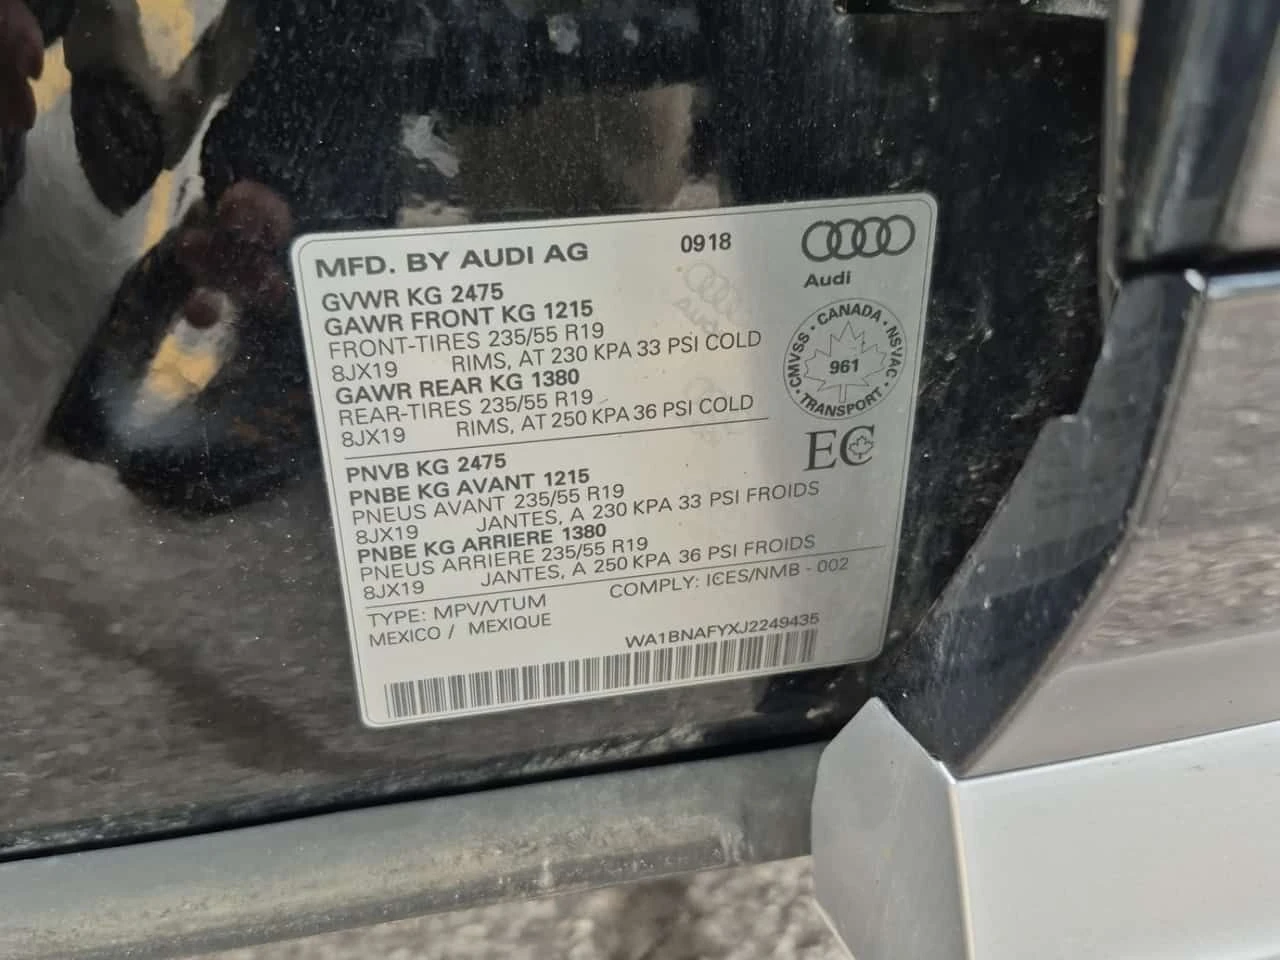 MFD. BY AUDI AG 0918
Audi
GVWR KG 2475
GAWR FRONT KG 1215
FRONT-TIRES 235/55 R19
8JX19 RIMS, AT 230 KPA 33 PSI COLD
GAWR REAR KG 1380
REAR-TIRES 235/55 R19
8JX19 RIMS, AT 250 KPA 36 PSI COLD
CANADA · NSVAC · TRANSPORT · CMVSS ·
961
EC
PNVB KG 2475
PNBE KG AVANT 1215
PNEUS AVANT 235/55 R19
8JX19 JANTES, A 230 KPA 33 PSI FROIDS
PNBE KG ARRIERE 1380
PNEUS ARRIERE 235/55 R19
8JX19 JANTES, A 250 KPA 36 PSI FROIDS
TYPE: MPV/VTUM COMPLY: ICES/NMB - 002
MEXICO / MEXIQUE
WA1BNAFYXJ2249435